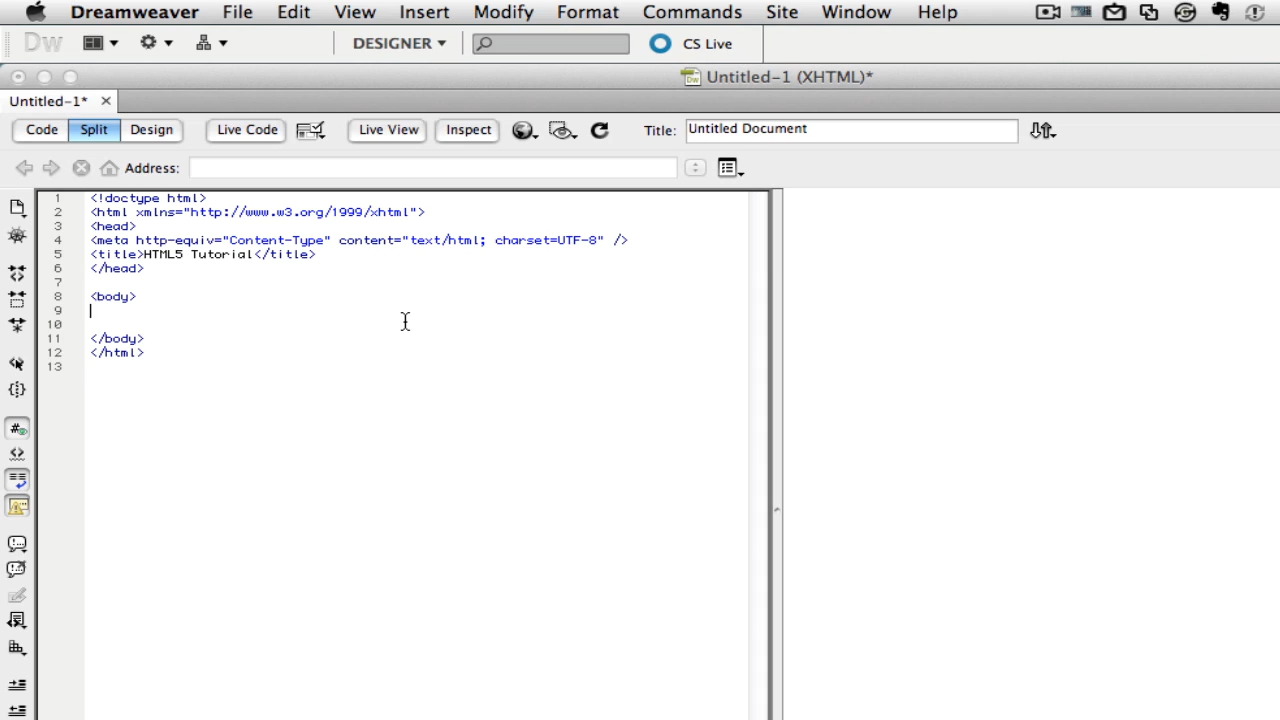 Dreamweaver File Edit View Insert Modify Format Commands Site Window Help
Dw DESIGNER CS Live
Untitled-1 (XHTML)*
Untitled-1*
Code Split Design Live Code Live View Inspect Title: Untitled Document
Address:
1 <!doctype html>
2 <html xmlns="http://www.w3.org/1999/xhtml">
3 <head>
4 <meta http-equiv="Content-Type" content="text/html; charset=UTF-8" />
5 <title>HTML5 Tutorial</title>
6 </head>
7
8 <body>
9
10
11 </body>
12 </html>
13